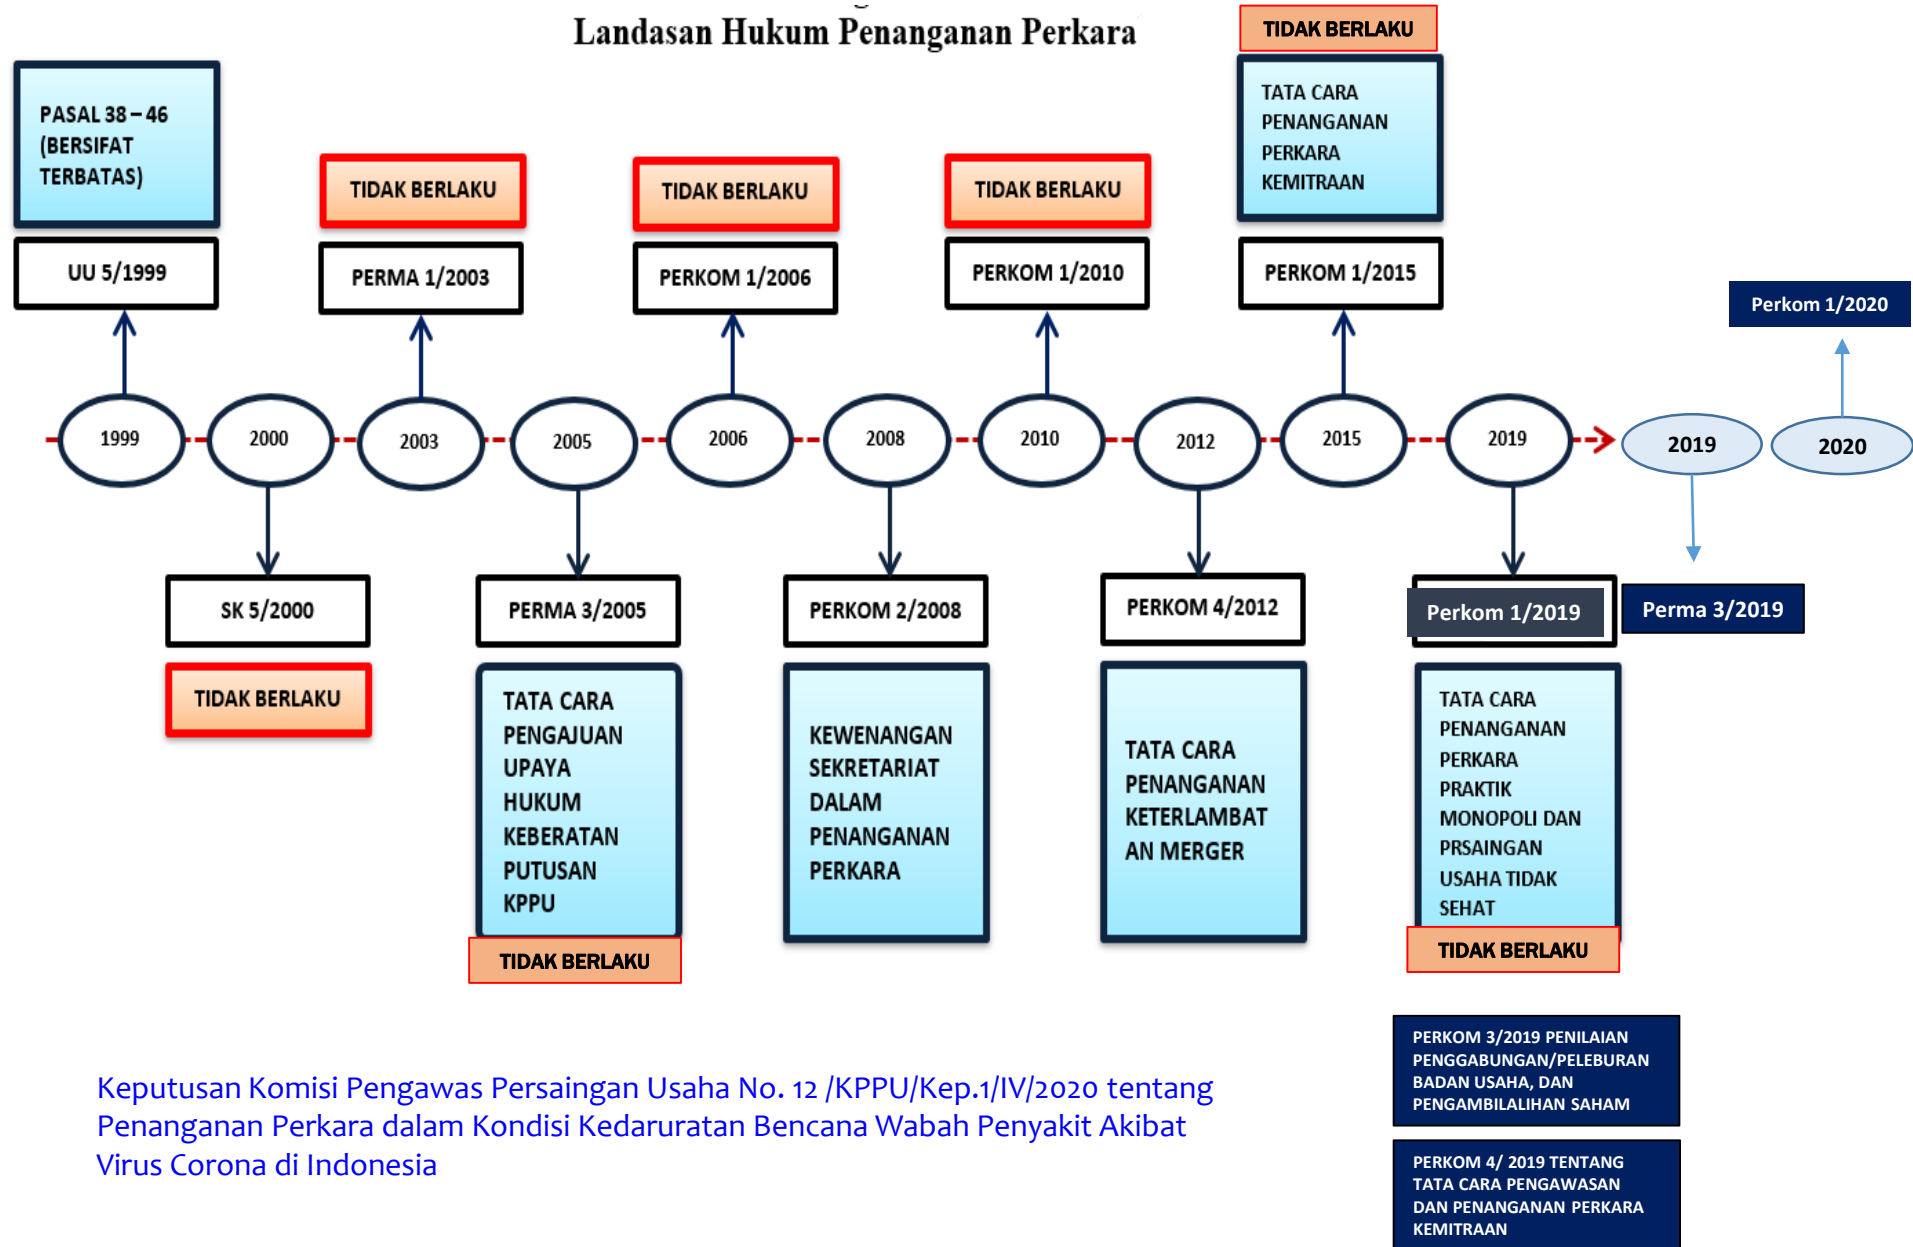 Landasan Hukum Penanganan Perkara
TIDAK BERLAKU
TATA CARA
PENANGANAN
PERKARA
KEMITRAAN
PASAL 38 – 46
(BERSIFAT
TERBATAS)
TIDAK BERLAKU
TIDAK BERLAKU
TIDAK BERLAKU
UU 5/1999
PERMA 1/2003
PERKOM 1/2006
PERKOM 1/2010
PERKOM 1/2015
Perkom 1/2020
1999
2000
2003
2005
2006
2008
2010
2012
2015
2019
2019
2020
SK 5/2000
PERMA 3/2005
PERKOM 2/2008
PERKOM 4/2012
Perkom 1/2019
Perma 3/2019
TIDAK BERLAKU
TATA CARA
PENGAJUAN
UPAYA
HUKUM
KEBERATAN
PUTUSAN
KPPU
TIDAK BERLAKU
KEWENANGAN
SEKRETARIAT
DALAM
PENANGANAN
PERKARA
TATA CARA
PENANGANAN
KETERLAMBAT
AN MERGER
TATA CARA
PENANGANAN
PERKARA
PRAKTIK
MONOPOLI DAN
PRSAINGAN
USAHA TIDAK
SEHAT
TIDAK BERLAKU
PERKOM 3/2019 PENILAIAN
PENGGABUNGAN/PELEBURAN
BADAN USAHA, DAN
PENGAMBILALIHAN SAHAM
PERKOM 4/ 2019 TENTANG
TATA CARA PENGAWASAN
DAN PENANGANAN PERKARA
KEMITRAAN
Keputusan Komisi Pengawas Persaingan Usaha No. 12 /KPPU/Kep.1/IV/2020 tentang
Penanganan Perkara dalam Kondisi Kedaruratan Bencana Wabah Penyakit Akibat
Virus Corona di Indonesia